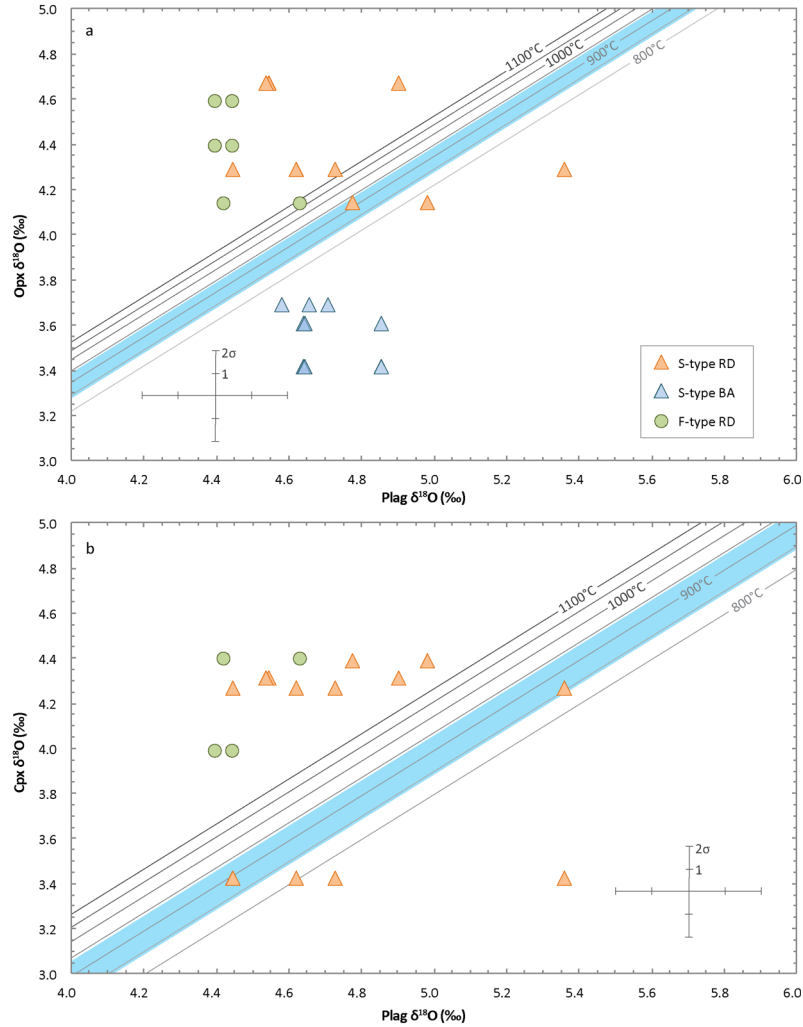 a
5.0
4.8
4.6
4.4
4.2
4.0
3.8
3.6
3.4
3.2
3.0
Opx δ¹⁸O (‰)
1100°C
1000°C
900°C
800°C
2σ
1
S-type RD
S-type BA
F-type RD
4.0 4.2 4.4 4.6 4.8 5.0 5.2 5.4 5.6 5.8 6.0
Plag δ¹⁸O (‰)
b
5.0
4.8
4.6
4.4
4.2
4.0
3.8
3.6
3.4
3.2
3.0
Cpx δ¹⁸O (‰)
1100°C
1000°C
900°C
800°C
2σ
1
4.0 4.2 4.4 4.6 4.8 5.0 5.2 5.4 5.6 5.8 6.0
Plag δ¹⁸O (‰)